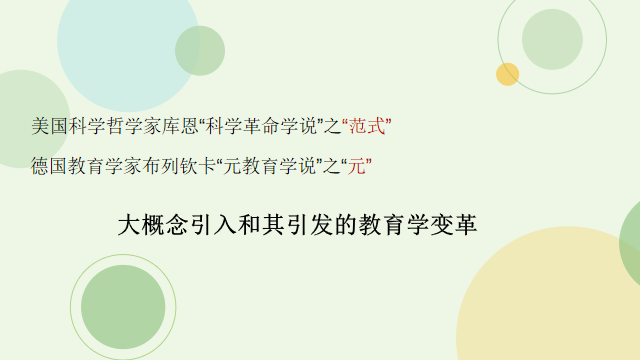 美国科学哲学家库恩“科学革命学说”之“范式”
德国教育学家布列钦卡“元教育学说”之“元”
大概念引入和其引发的教育学变革